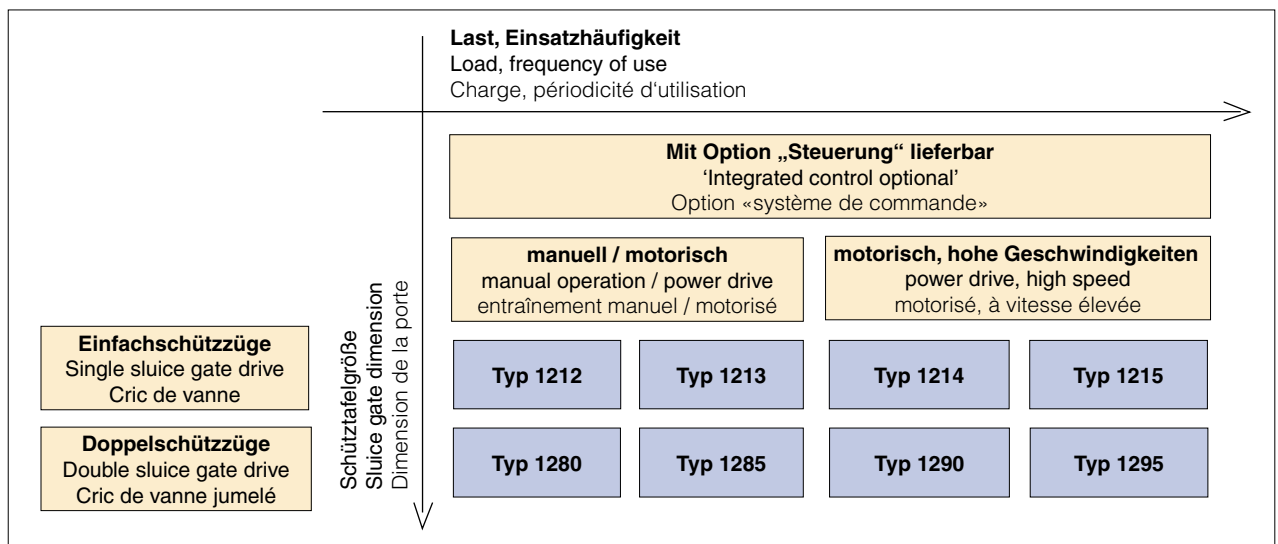 Last, Einsatzhäufigkeit
Load, frequency of use
Charge, périodicité d'utilisation
Mit Option „Steuerung“ lieferbar
‘Integrated control optional’
Option «système de commande»
manuell / motorisch
manual operation / power drive
entraînement manuel / motorisé
motorisch, hohe Geschwindigkeiten
power drive, high speed
motorisé, à vitesse élevée
Schütztafelgröße
Sluice gate dimension
Dimension de la porte
Einfachschützzüge
Single sluice gate drive
Cric de vanne
Typ 1212
Typ 1213
Typ 1214
Typ 1215
Doppelschützzüge
Double sluice gate drive
Cric de vanne jumelé
Typ 1280
Typ 1285
Typ 1290
Typ 1295